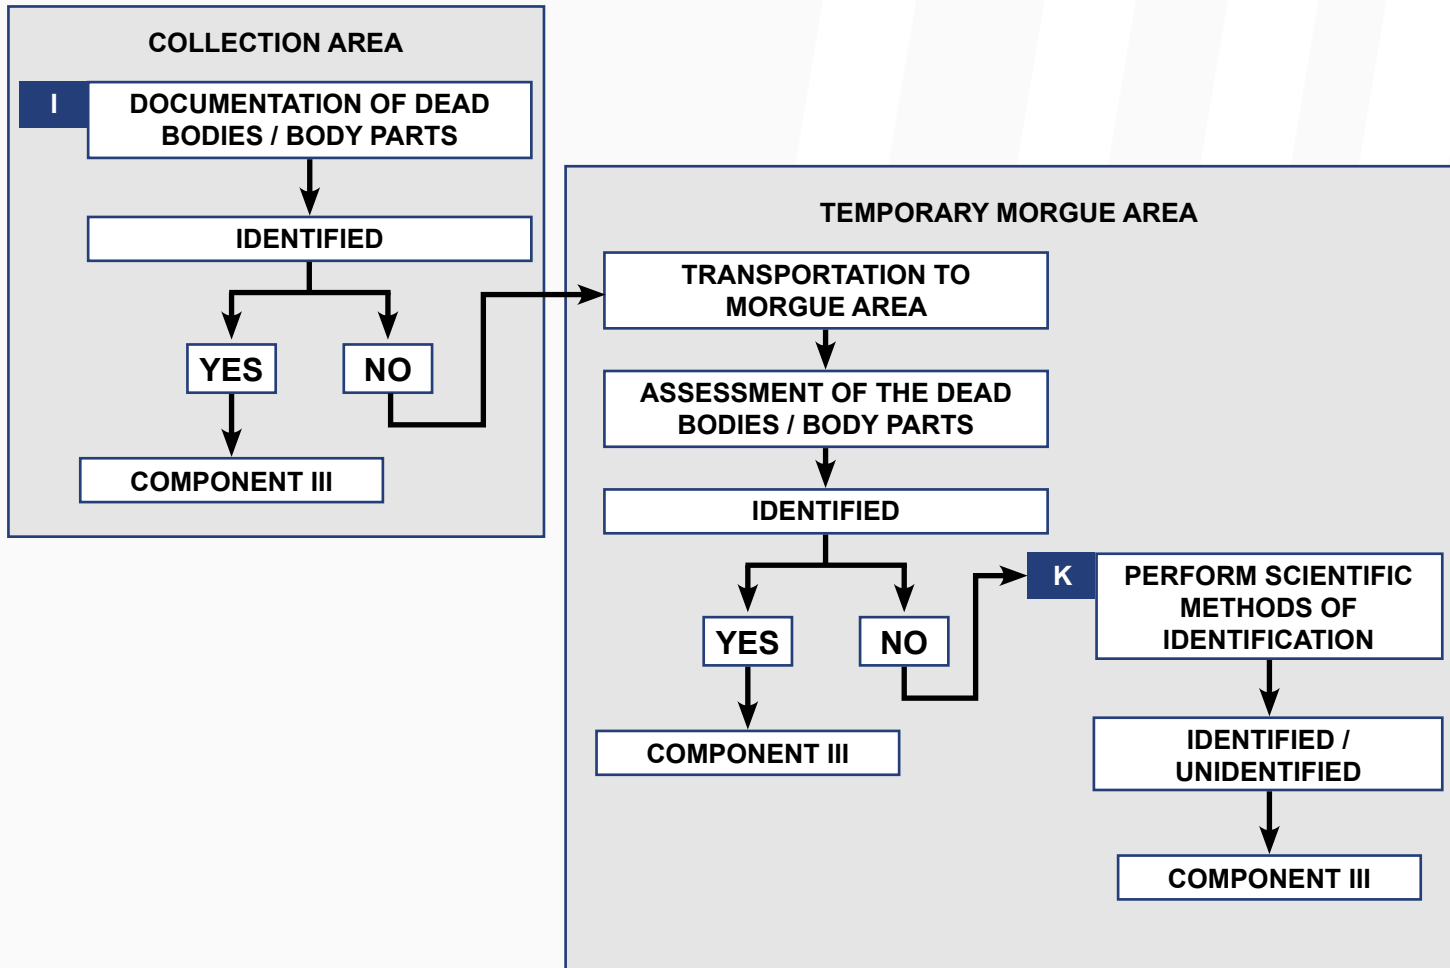 COLLECTION AREA
I
DOCUMENTATION OF DEAD
BODIES / BODY PARTS
IDENTIFIED
YES
NO
COMPONENT III
TEMPORARY MORGUE AREA
TRANSPORTATION TO
MORGUE AREA
ASSESSMENT OF THE DEAD
BODIES / BODY PARTS
IDENTIFIED
YES
NO
COMPONENT III
K
PERFORM SCIENTIFIC
METHODS OF
IDENTIFICATION
IDENTIFIED /
UNIDENTIFIED
COMPONENT III